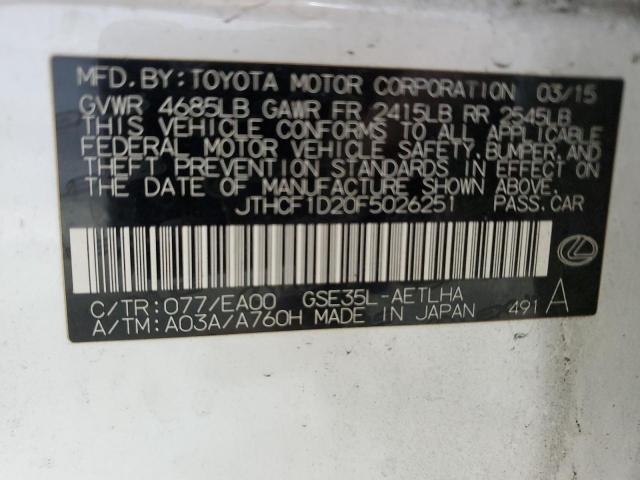 MFD. BY: TOYOTA MOTOR CORPORATION 03/15
GVWR 4685LB GAWR FR 2415LB RR 2545LB
THIS VEHICLE CONFORMS TO ALL APPLICABLE
FEDERAL MOTOR VEHICLE SAFETY, BUMPER, AND
THEFT PREVENTION STANDARDS IN EFFECT ON
THE DATE OF MANUFACTURE SHOWN ABOVE.
JTHCF1D20F5026251 PASS. CAR
C/TR: 077/EA00 GSE35L-AETLHA
A/TM: A03A/A760H MADE IN JAPAN 491 A